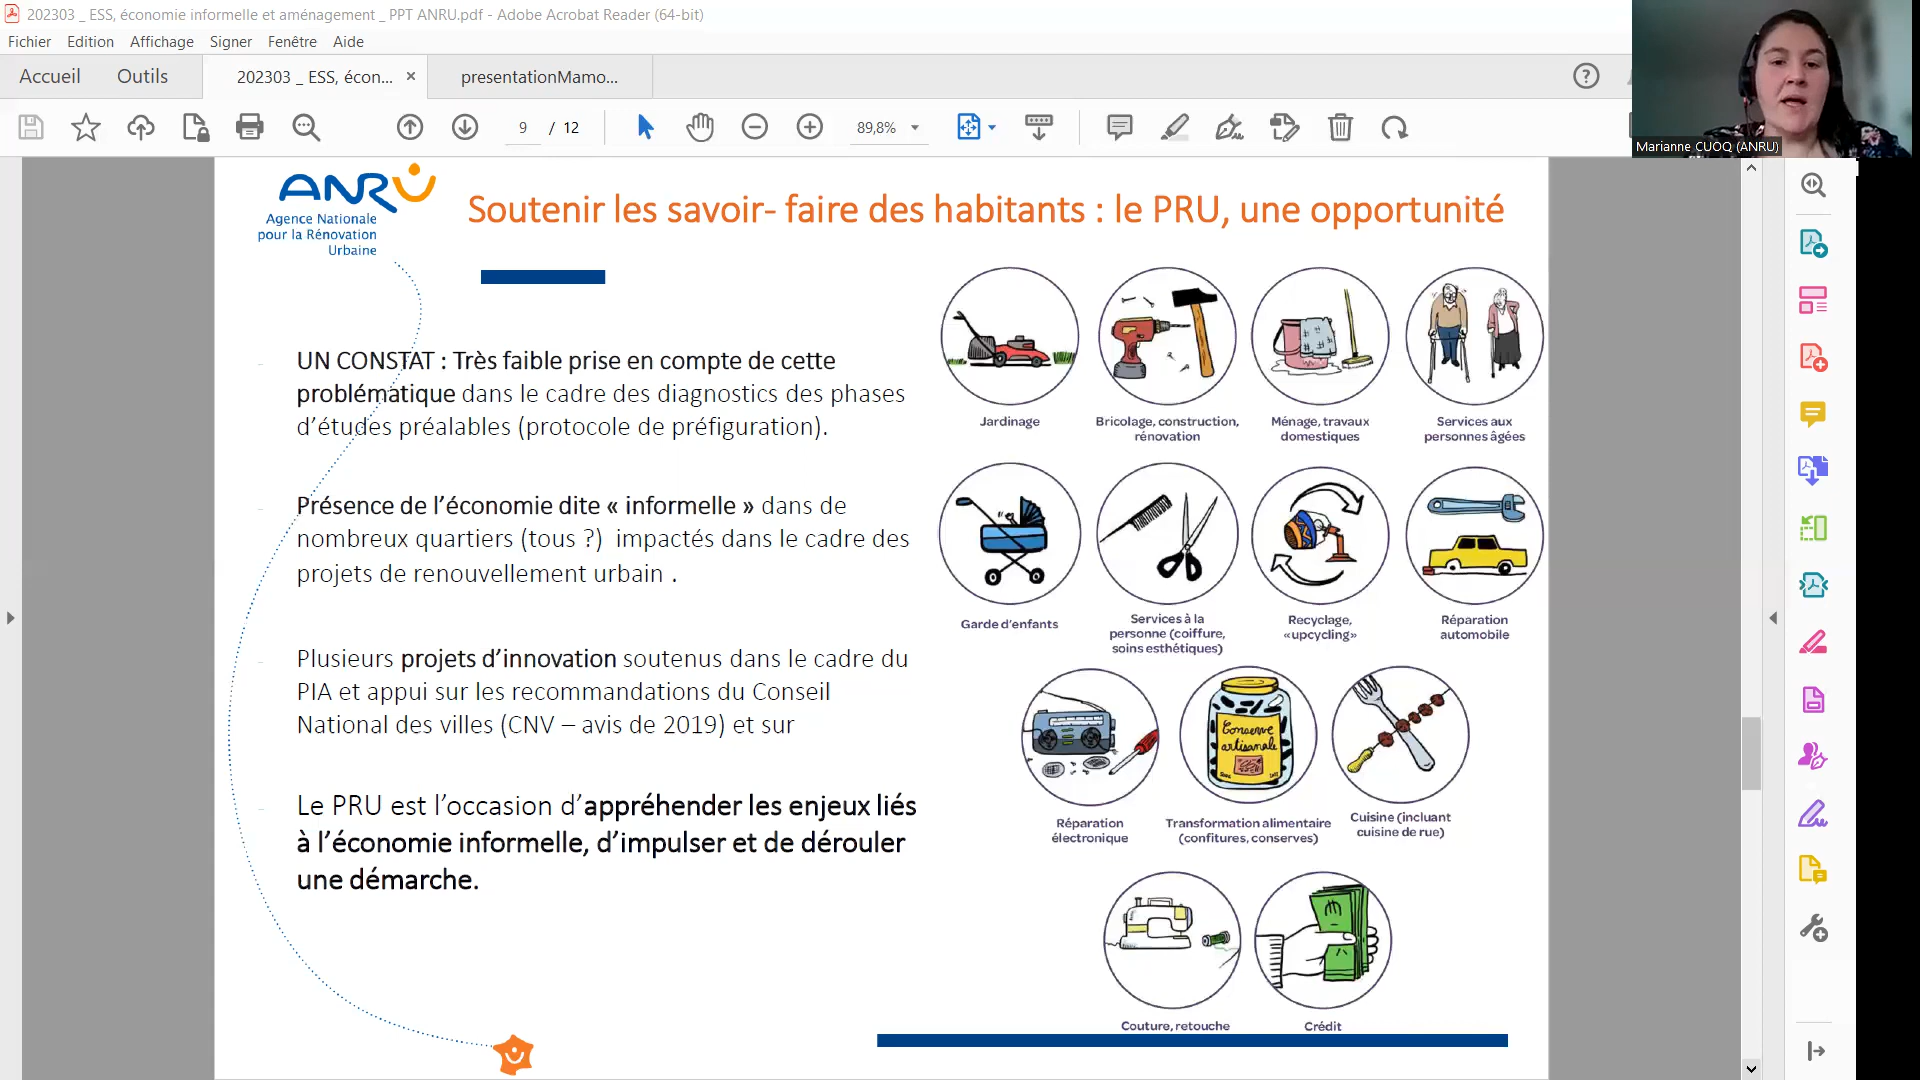 202303 _ ESS, économie informelle et aménagement _ PPT ANRU.pdf - Adobe Acrobat Reader (64-bit)
Fichier Edition Affichage Signer Fenêtre Aide
Accueil Outils 202303 _ ESS, écon... × presentationMamo...
9 / 12 89,8%
Marianne CUOQ (ANRU)
ANRU
Agence Nationale
pour la Rénovation
Urbaine
Soutenir les savoir- faire des habitants : le PRU, une opportunité
- UN CONSTAT : Très faible prise en compte de cette
problématique dans le cadre des diagnostics des phases
d’études préalables (protocole de préfiguration).
- Présence de l’économie dite « informelle » dans de
nombreux quartiers (tous ?) impactés dans le cadre des
projets de renouvellement urbain .
- Plusieurs projets d’innovation soutenus dans le cadre du
PIA et appui sur les recommandations du Conseil
National des villes (CNV – avis de 2019) et sur
- Le PRU est l’occasion d’appréhender les enjeux liés
à l’économie informelle, d’impulser et de dérouler
une démarche.
Jardinage
Bricolage, construction,
rénovation
Ménage, travaux
domestiques
Services aux
personnes âgées
Garde d’enfants
Services à la
personne (coiffure,
soins esthétiques)
Recyclage,
«upcycling»
Réparation
automobile
Conserve
artisanale
Réparation
électronique
Transformation alimentaire
(confitures, conserves)
Cuisine (incluant
cuisine de rue)
Couture, retouche
Crédit